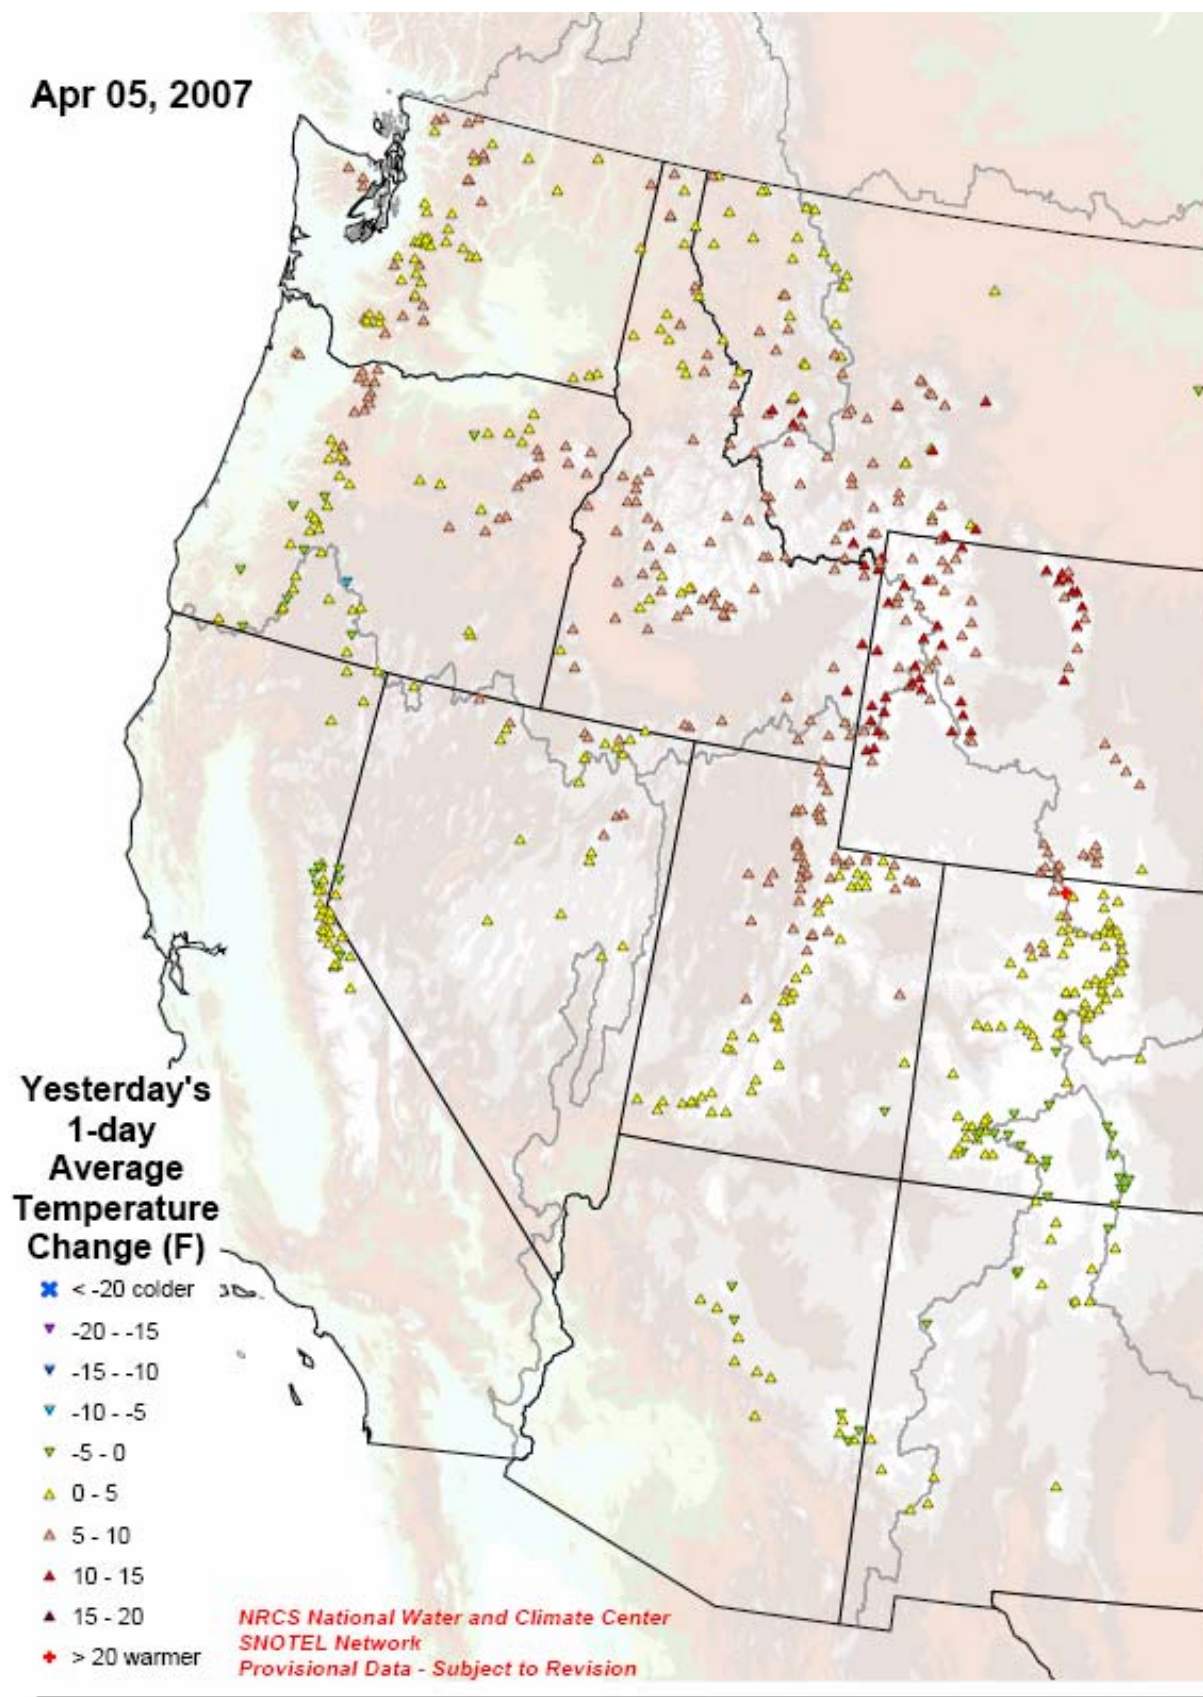 Apr 05, 2007
Yesterday's
1-day
Average
Temperature
Change (F)
< -20 colder
-20 - -15
-15 - -10
-10 - -5
-5 - 0
0 - 5
5 - 10
10 - 15
15 - 20
> 20 warmer
NRCS National Water and Climate Center
SNOTEL Network
Provisional Data - Subject to Revision